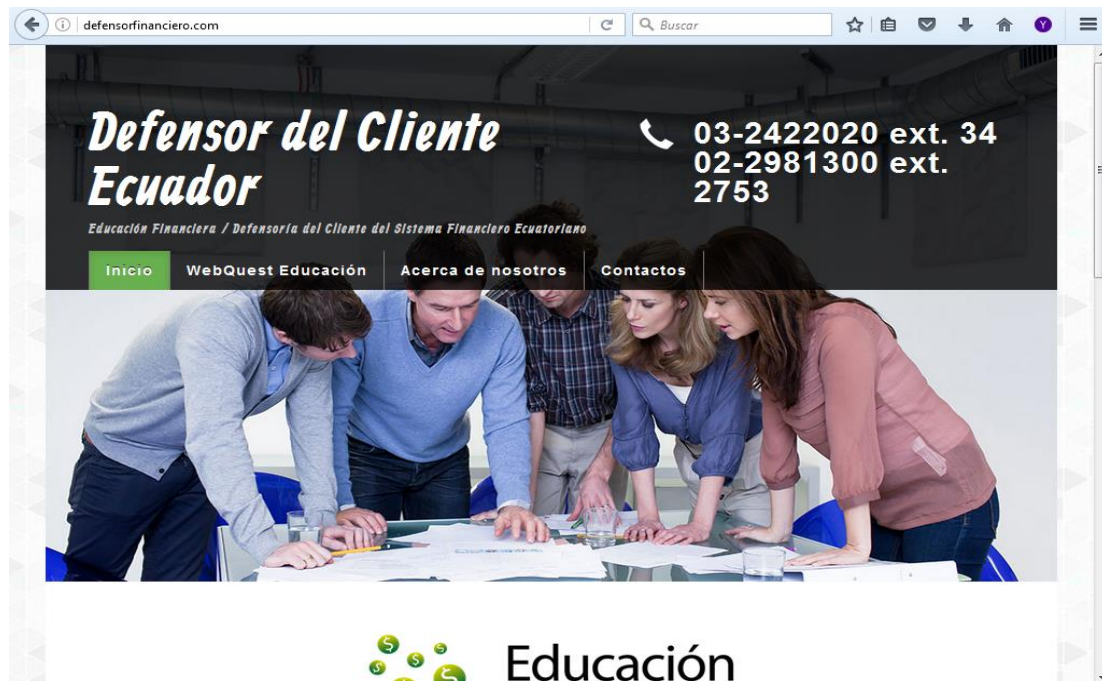 defensorfinanciero.com
Buscar
Y
Defensor del Cliente
Ecuador
03-2422020 ext. 34
02-2981300 ext.
2753
Educación Financiera / Defensoría del Cliente del Sistema Financiero Ecuatoriano
Inicio
WebQuest Educación
Acerca de nosotros
Contactos
Educación